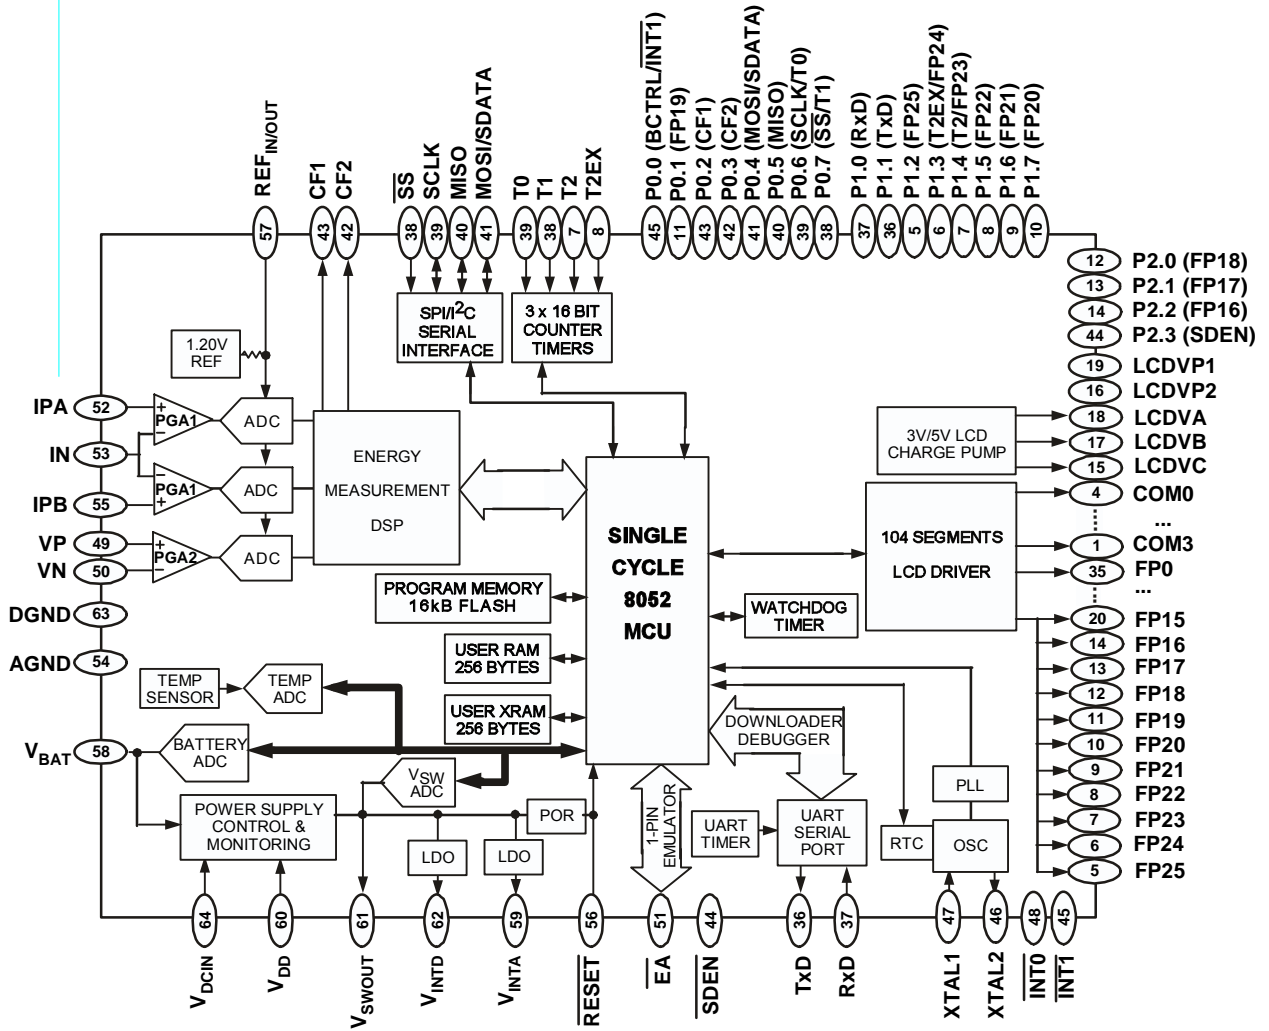 REF IN/OUT
CF1
CF2
SS
SCLK
MISO
MOSI/SDATA
T0
T1
T2
T2EX
P0.0 (BCTRL/INT1)
P0.1 (FP19)
P0.2 (CF1)
P0.3 (CF2)
P0.4 (MOSI/SDATA)
P0.5 (MISO)
P0.6 (SCLK/T0)
P0.7 (SS/T1)
P1.0 (RxD)
P1.1 (TxD)
P1.2 (FP25)
P1.3 (T2EX/FP24)
P1.4 (T2/FP23)
P1.5 (FP22)
P1.6 (FP21)
P1.7 (FP20)
57
43
42
38
39
40
41
39
38
7
8
45
11
43
42
41
40
39
38
37
36
5
6
7
8
9
10
12 P2.0 (FP18)
13 P2.1 (FP17)
14 P2.2 (FP16)
44 P2.3 (SDEN)
19 LCDVP1
16 LCDVP2
18 LCDVA
17 LCDVB
15 LCDVC
4 COM0
...
1 COM3
35 FP0
...
20 FP15
14 FP16
13 FP17
12 FP18
11 FP19
10 FP20
9 FP21
8 FP22
7 FP23
6 FP24
5 FP25
SPI/I2C
SERIAL
INTERFACE
3 x 16 BIT
COUNTER
TIMERS
1.20V
REF
IPA 52
IN 53
IPB 55
VP 49
VN 50
DGND 63
AGND 54
VBAT 58
+
PGA1
–
ADC
–
PGA1
+
ADC
+
PGA2
–
ADC
ENERGY
MEASUREMENT
DSP
3V/5V LCD
CHARGE PUMP
104 SEGMENTS
LCD DRIVER
SINGLE
CYCLE
8052
MCU
PROGRAM MEMORY
16kB FLASH
WATCHDOG
TIMER
USER RAM
256 BYTES
USER XRAM
256 BYTES
TEMP
SENSOR
TEMP
ADC
BATTERY
ADC
VSW
ADC
DOWNLOADER
DEBUGGER
POWER SUPPLY
CONTROL &
MONITORING
LDO
LDO
POR
1-PIN
EMULATOR
UART
TIMER
UART
SERIAL
PORT
PLL
RTC
OSC
64
60
61
62
59
56
51
44
36
37
47
46
48
45
VDCIN
VDD
VSWOUT
VINTD
VINTA
RESET
EA
SDEN
TxD
RxD
XTAL1
XTAL2
INT0
INT1